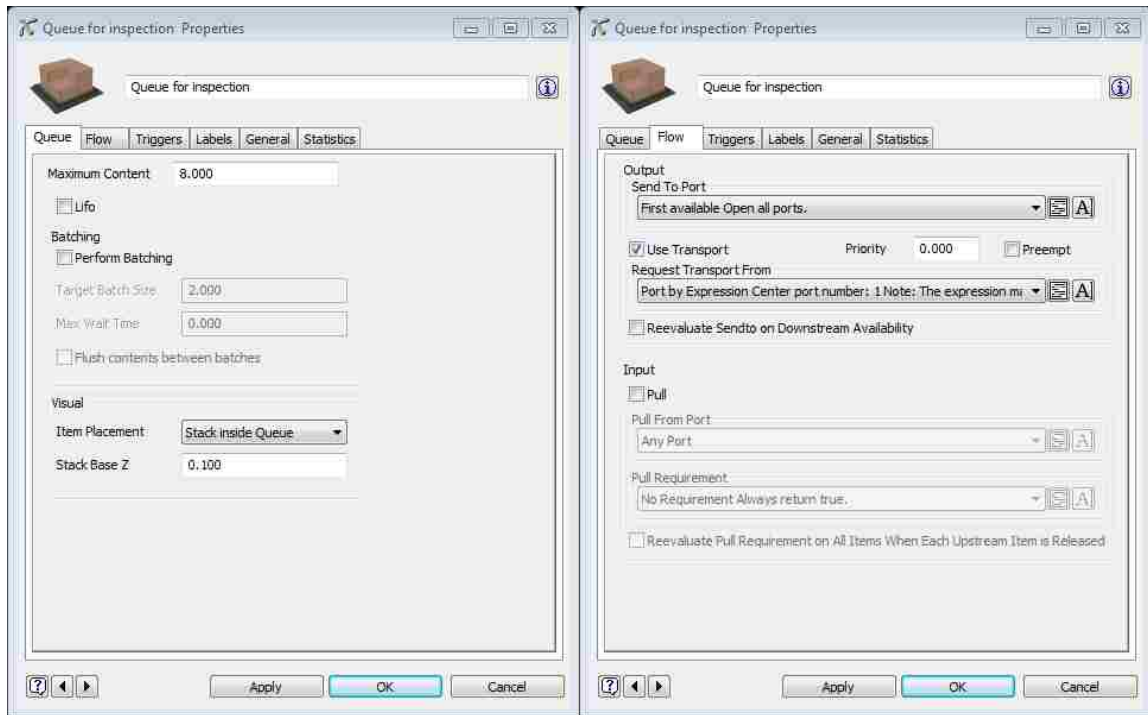 Queue for inspection Properties
Queue for inspection
Queue Flow Triggers Labels General Statistics
Maximum Content 8.000
Lifo
Batching
Perform Batching
Target Batch Size 2.000
Max Wait Time 0.000
Flush contents between batches
Visual
Item Placement Stack inside Queue
Stack Base Z 0.100
Apply OK Cancel
Queue for inspection Properties
Queue for inspection
Queue Flow Triggers Labels General Statistics
Output
Send To Port
First available Open all ports.
A
Use Transport Priority 0.000 Preempt
Request Transport From
Port by Expression Center port number: 1 Note: The expression mu
A
Reevaluate Sendto on Downstream Availability
Input
Pull
Pull From Port
Any Port
A
Pull Requirement
No Requirement Always return true.
A
Reevaluate Pull Requirement on All Items When Each Upstream Item is Released
? Apply OK Cancel